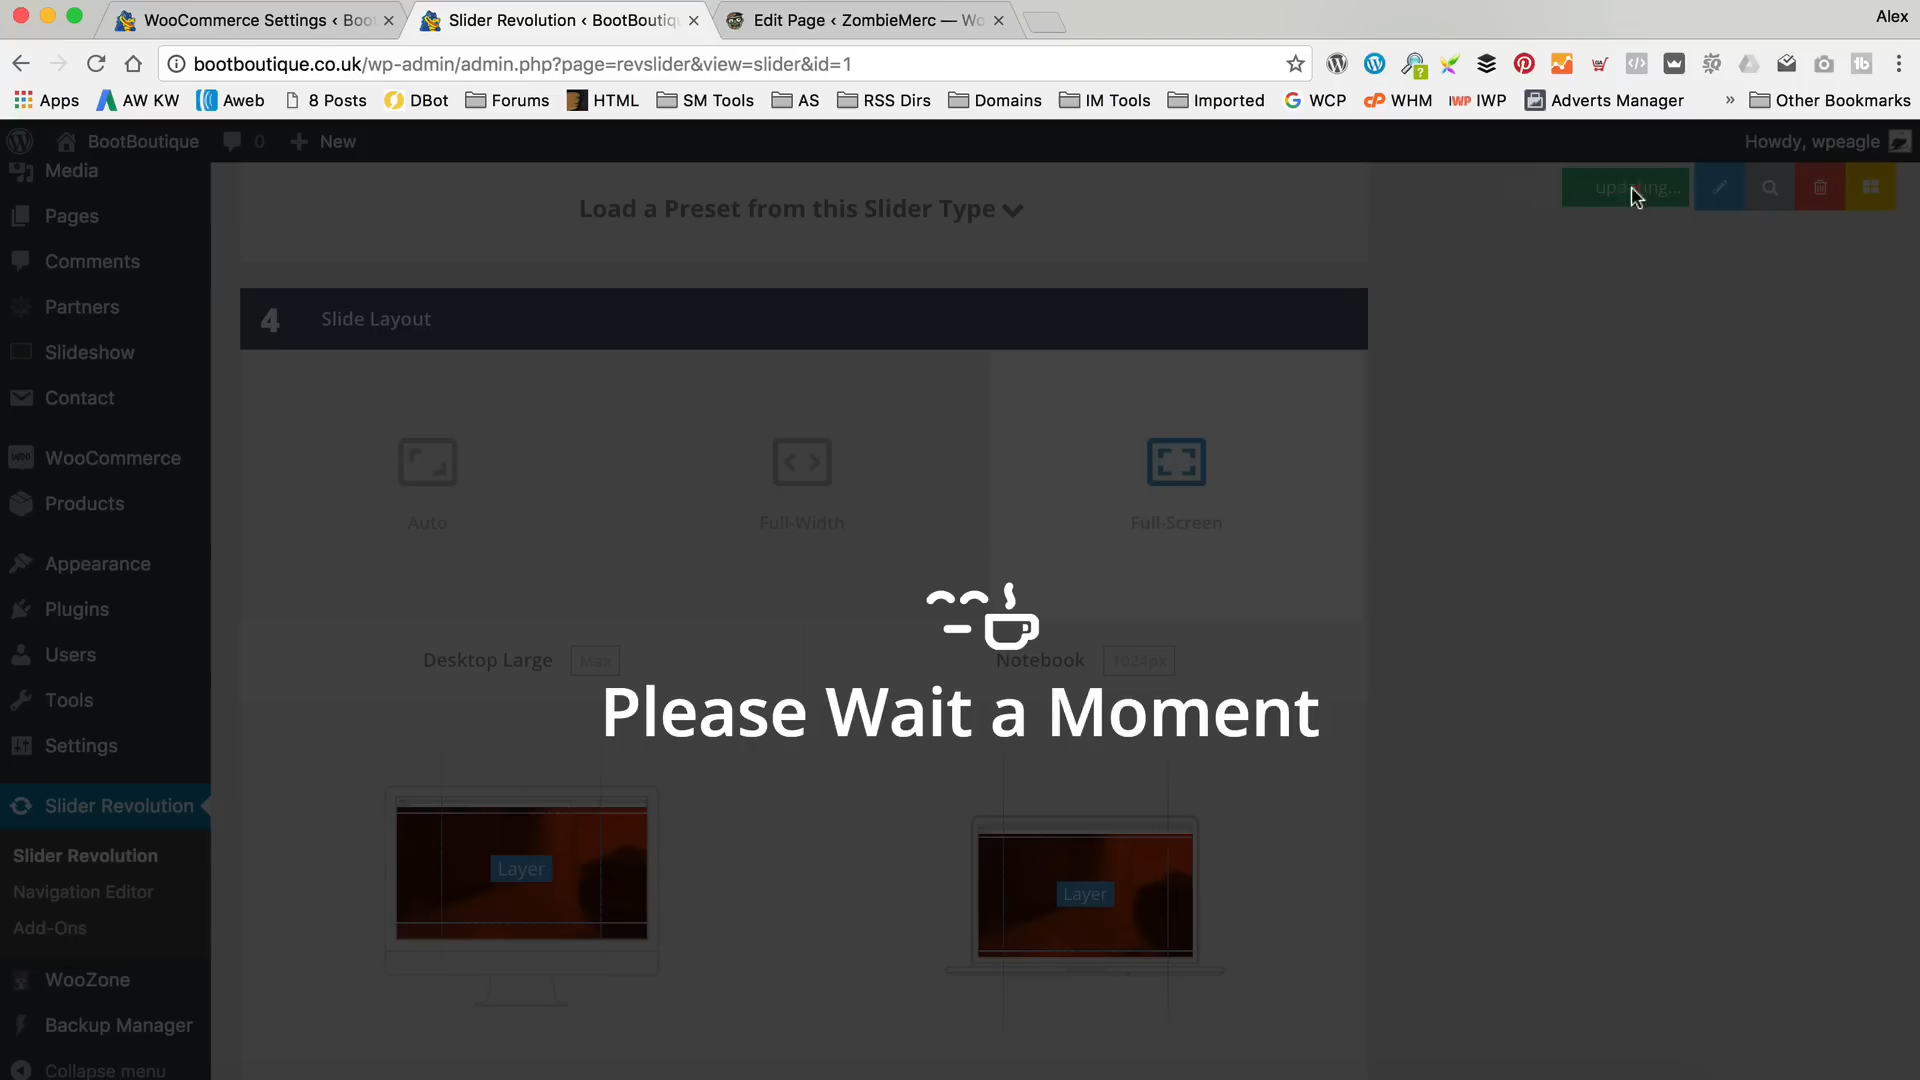 WooCommerce Settings ‹ Boot
Slider Revolution ‹ BootBoutiqu
Edit Page ‹ ZombieMerc — Wo
Alex
bootboutique.co.uk/wp-admin/admin.php?page=revslider&view=slider&id=1
Apps
AW KW
Aweb
8 Posts
DBot
Forums
HTML
SM Tools
AS
RSS Dirs
Domains
IM Tools
Imported
WCP
WHM
IWP
Adverts Manager
»
Other Bookmarks
BootBoutique
0
New
Howdy, wpeagle
Media
Pages
Comments
Partners
Slideshow
Contact
WooCommerce
Products
Appearance
Plugins
Users
Tools
Settings
Slider Revolution
Slider Revolution
Navigation Editor
Add-Ons
WooZone
Backup Manager
Collapse menu
Load a Preset from this Slider Type
updating...
4
Slide Layout
Auto
Full-Width
Full-Screen
Desktop Large
Max
Notebook
1024px
Please Wait a Moment
Layer
Layer